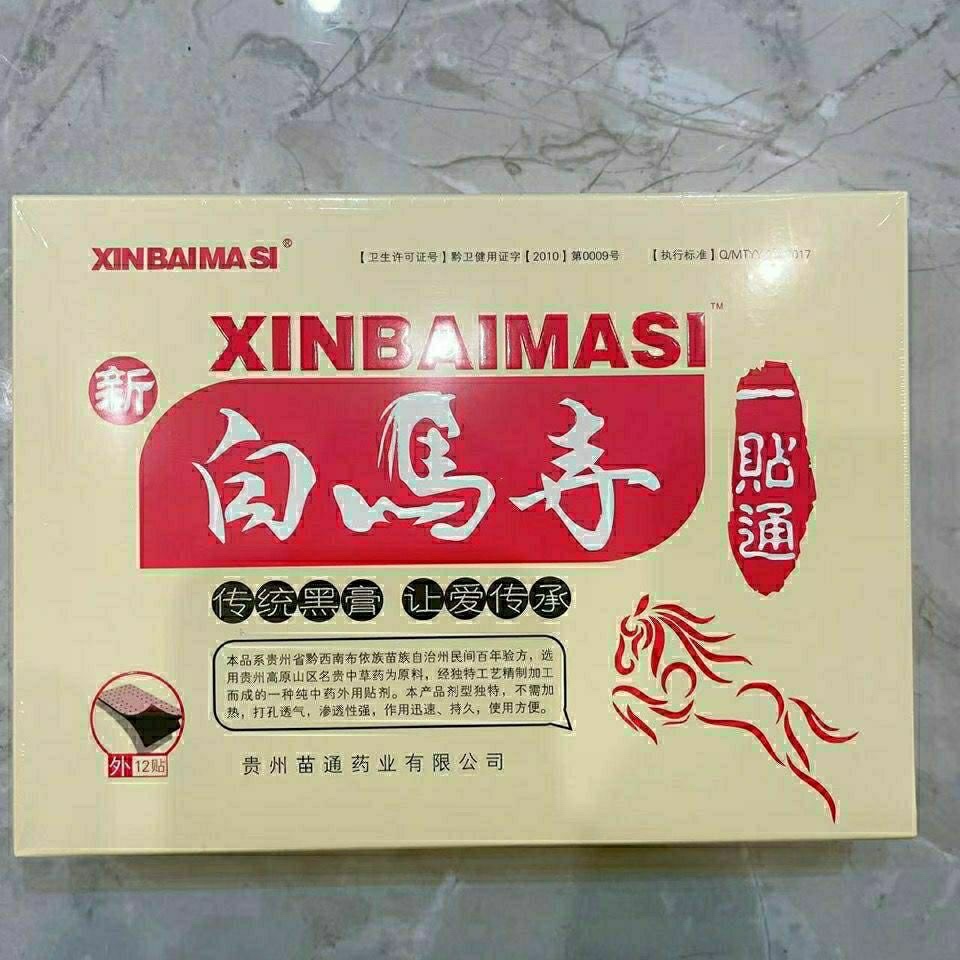 XINBAIMASI®
【卫生许可证号】黔卫健用证字【2010】第0009号
【执行标准】Q/MTYY
XINBAIMASI™
新
白馬寺
一貼通
传统黑膏 让爱传承
本品系贵州省黔西南布依族苗族自治州民间百年验方，选
用贵州高原山区名贵中草药为原料，经独特工艺精制加工
而成的一种纯中药外用贴剂。本产品剂型独特，不需加
热，打孔透气，渗透性强，作用迅速、持久，使用方便。
外 12贴
贵州苗通药业有限公司